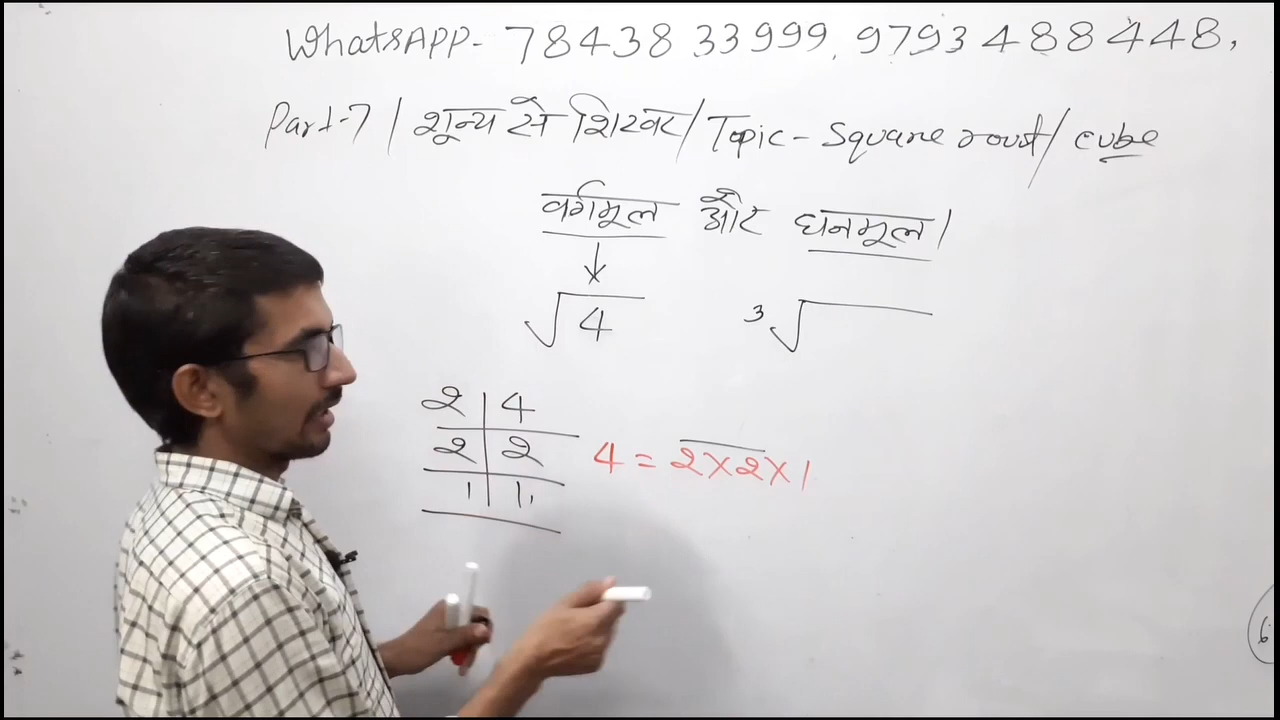 WhatsAPP- 78438 33999, 9793488448,
Part-7 / शून्य से शिखर / Topic - Square root / cube
वर्गमूल और घनमूल।
√4 3√
2 | 4
2 | 2 4 = 2×2×1
1 | 1
6